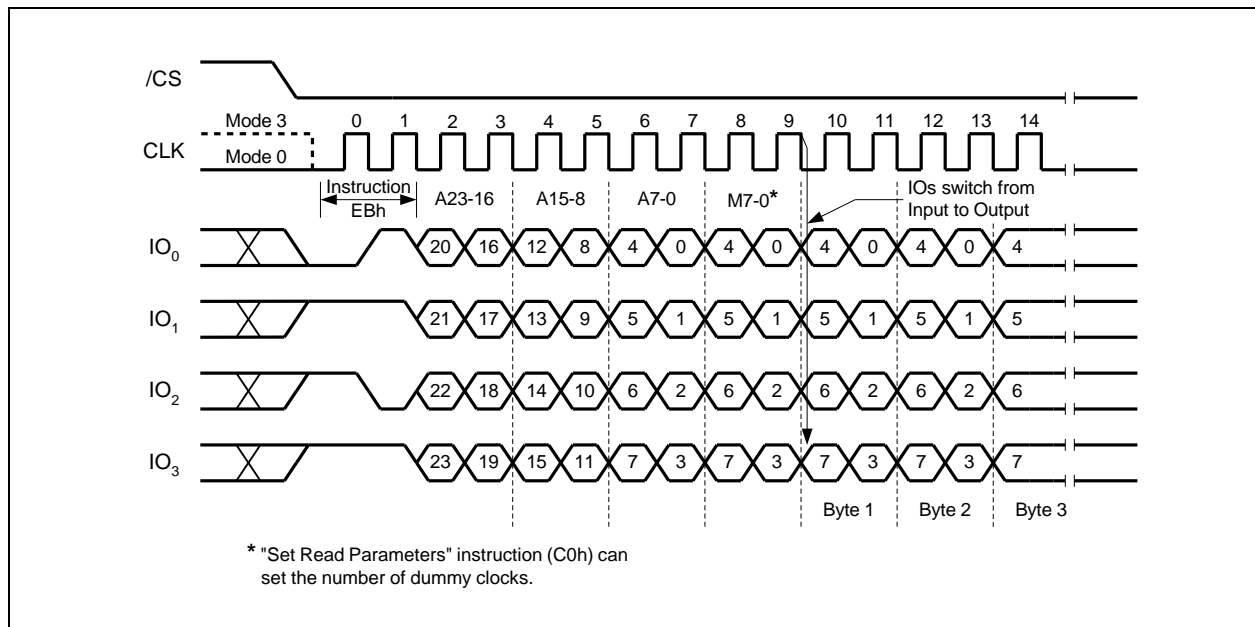 /CS
Mode 3 0 1 2 3 4 5 6 7 8 9 10 11 12 13 14
CLK Mode 0
Instruction A23-16 A15-8 A7-0 M7-0* IOs switch from
EBh Input to Output
IO0 20 16 12 8 4 0 4 0 4 0 4 0 4
IO1 21 17 13 9 5 1 5 1 5 1 5 1 5
IO2 22 18 14 10 6 2 6 2 6 2 6 2 6
IO3 23 19 15 11 7 3 7 3 7 3 7 3 7
Byte 1 Byte 2 Byte 3
* "Set Read Parameters" instruction (C0h) can
set the number of dummy clocks.